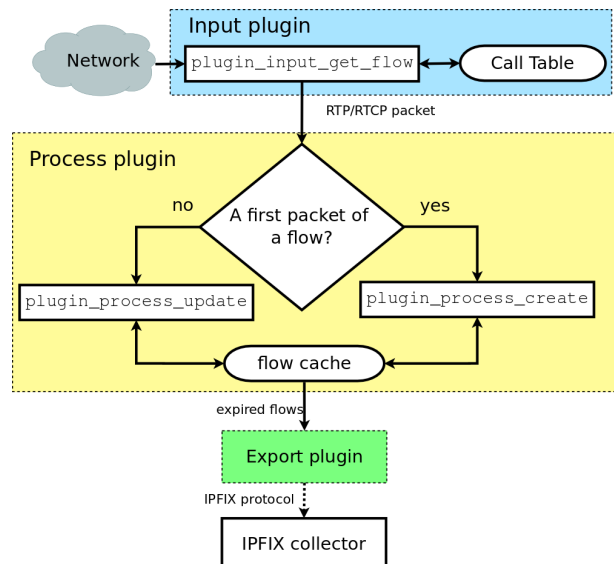 Input plugin
Network
plugin_input_get_flow
Call Table
RTP/RTCP packet
Process plugin
no
A first packet of
a flow?
yes
plugin_process_update
plugin_process_create
flow cache
expired flows
Export plugin
IPFIX protocol
IPFIX collector